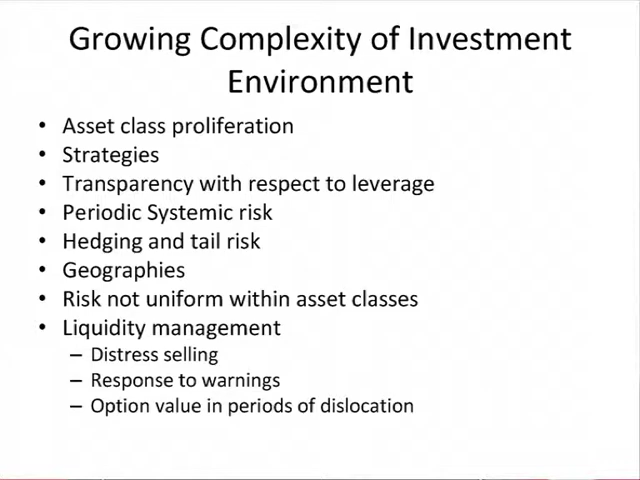 Growing Complexity of Investment
Environment
• Asset class proliferation
• Strategies
• Transparency with respect to leverage
• Periodic Systemic risk
• Hedging and tail risk
• Geographies
• Risk not uniform within asset classes
• Liquidity management
– Distress selling
– Response to warnings
– Option value in periods of dislocation